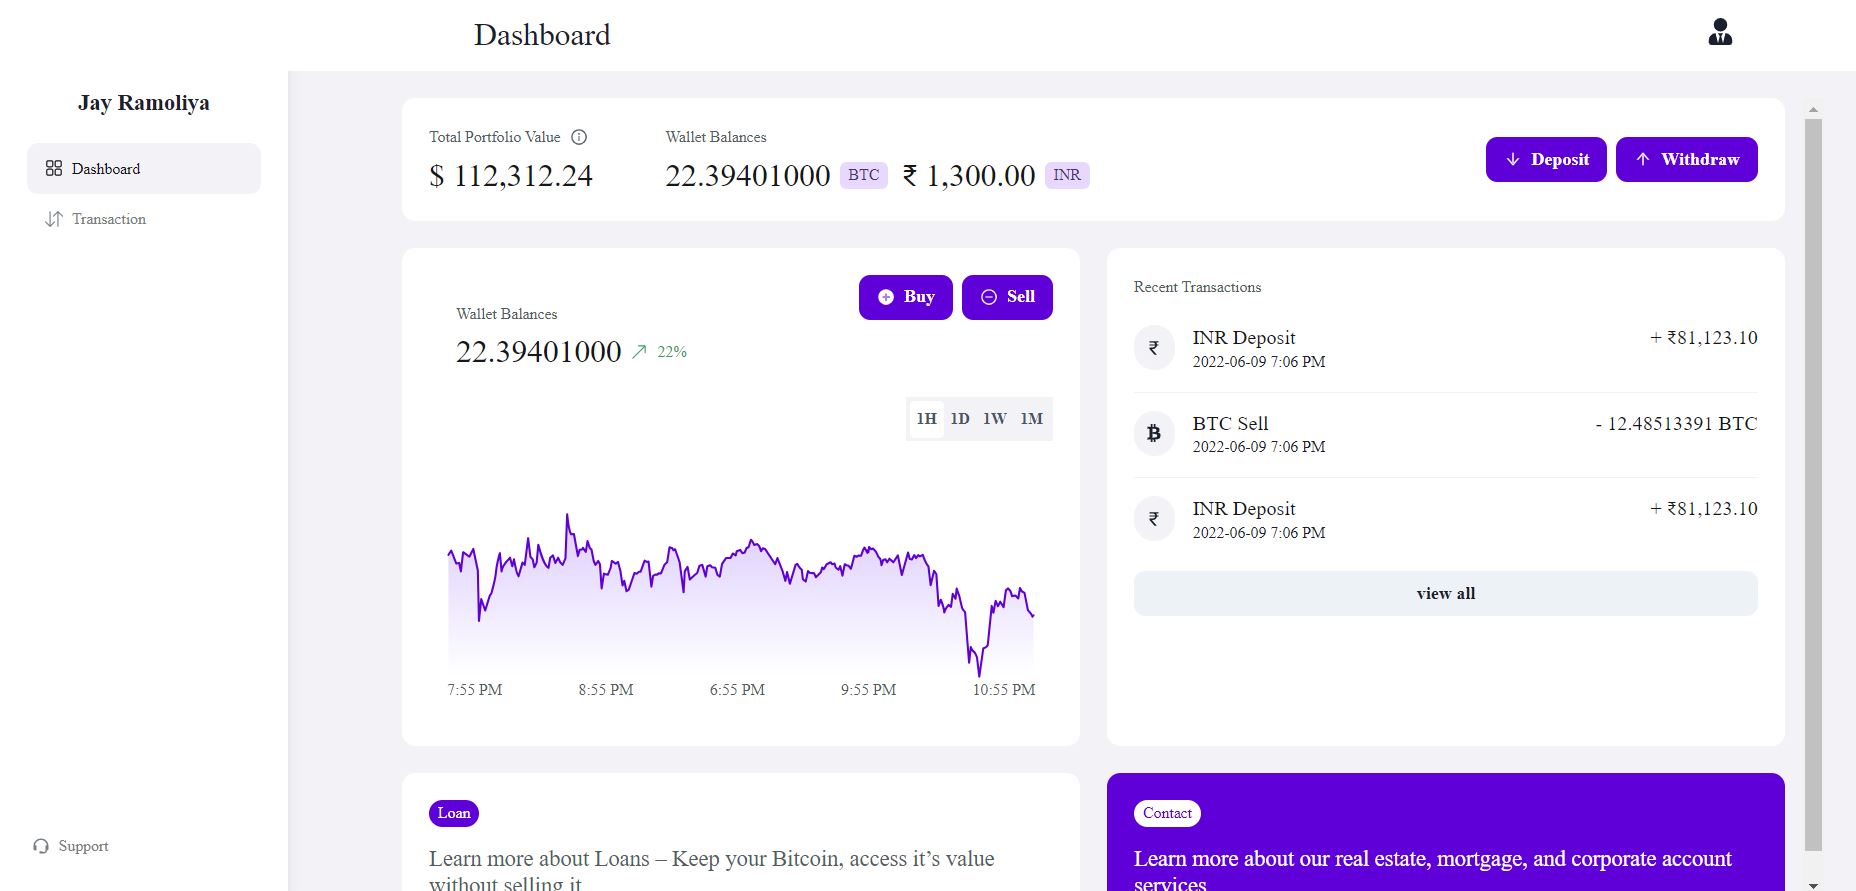 Dashboard
Jay Ramoliya
Dashboard
Transaction
Support
Total Portfolio Value
$ 112,312.24
Wallet Balances
22.39401000 BTC ₹ 1,300.00 INR
Deposit
Withdraw
Wallet Balances
22.39401000 22%
Buy
Sell
1H 1D 1W 1M
7:55 PM 8:55 PM 6:55 PM 9:55 PM 10:55 PM
Recent Transactions
₹ INR Deposit + ₹81,123.10
2022-06-09 7:06 PM
BTC Sell - 12.48513391 BTC
2022-06-09 7:06 PM
₹ INR Deposit + ₹81,123.10
2022-06-09 7:06 PM
view all
Loan
Learn more about Loans – Keep your Bitcoin, access it’s value
without selling it
Contact
Learn more about our real estate, mortgage, and corporate account
services